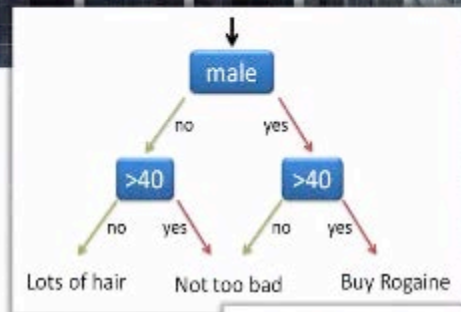 male
no yes
>40 >40
no yes no yes
Lots of hair Not too bad Buy Rogaine